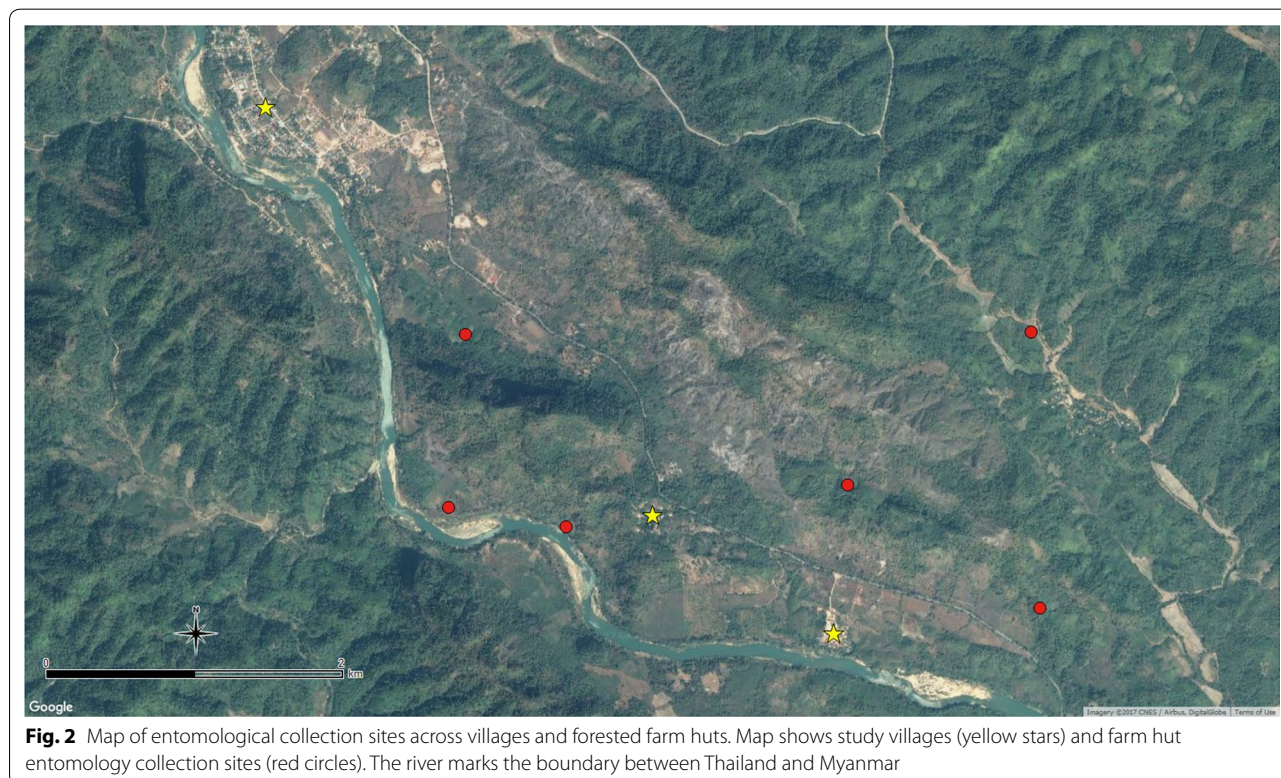 N
0 2
km
Google
Imagery ©2017 CNES / Airbus, DigitalGlobe Terms of Use
Fig. 2 Map of entomological collection sites across villages and forested farm huts. Map shows study villages (yellow stars) and farm hut
entomology collection sites (red circles). The river marks the boundary between Thailand and Myanmar